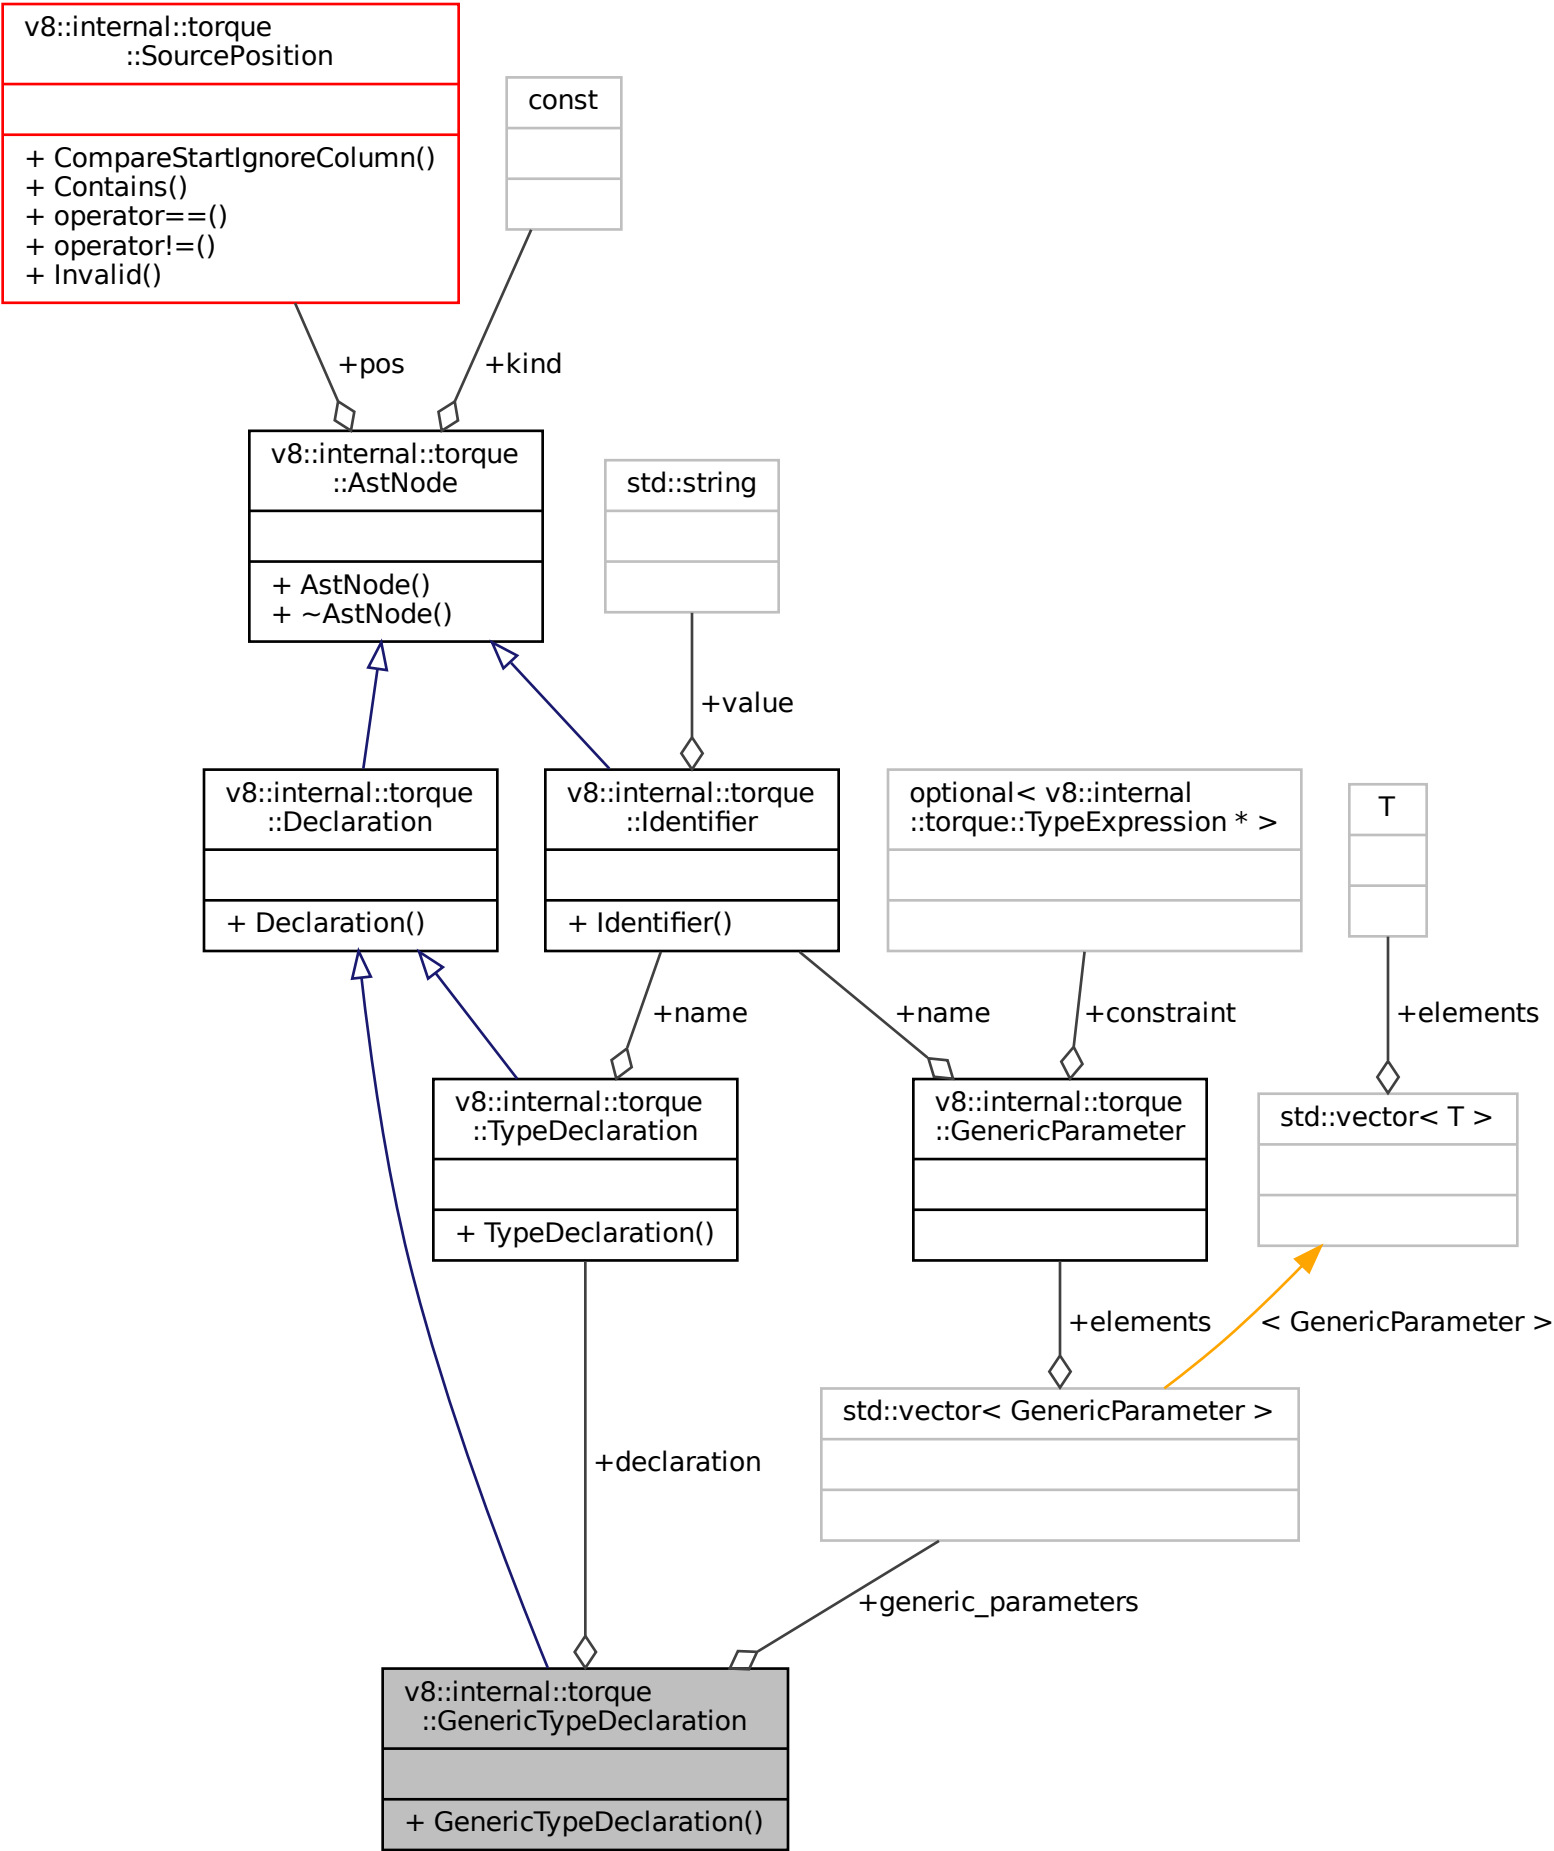 v8::internal::torque
::SourcePosition
+ CompareStartIgnoreColumn()
+ Contains()
+ operator==()
+ operator!=()
+ Invalid()
const
+pos
+kind
v8::internal::torque
::AstNode
+ AstNode()
+ ~AstNode()
std::string
+value
v8::internal::torque
::Declaration
+ Declaration()
v8::internal::torque
::Identifier
+ Identifier()
optional< v8::internal
::torque::TypeExpression * >
T
+name
+name
+constraint
+elements
v8::internal::torque
::TypeDeclaration
+ TypeDeclaration()
v8::internal::torque
::GenericParameter
std::vector< T >
+elements
< GenericParameter >
std::vector< GenericParameter >
+declaration
+generic_parameters
v8::internal::torque
::GenericTypeDeclaration
+ GenericTypeDeclaration()